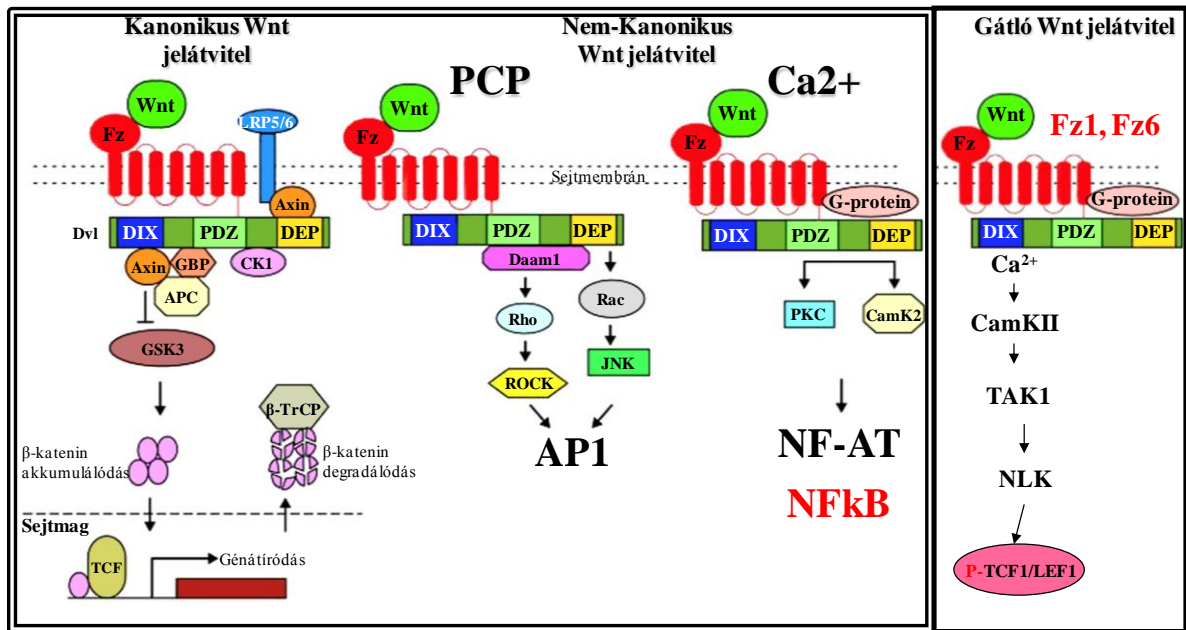 Kanonikus Wnt
jelátvitel
Wnt
Fz
LRP5/6
Axin
Dvl
DIX
PDZ
DEP
Axin
GBP
CK1
APC
GSK3
β-TrCP
β-katenin
akkumulálódás
β-katenin
degradálódás
Sejtmag
TCF
Génátíródás
Nem-Kanonikus
Wnt jelátvitel
PCP
Wnt
Fz
Sejtmembrán
DIX
PDZ
DEP
Daam1
Rho
Rac
ROCK
JNK
AP1
Ca2+
Wnt
Fz
G-protein
DIX
PDZ
DEP
PKC
CamK2
NF-AT
NFkB
Gátló Wnt jelátvitel
Wnt
Fz
Fz1, Fz6
G-protein
DIX
PDZ
DEP
Ca²⁺
CamKII
TAK1
NLK
P-TCF1/LEF1